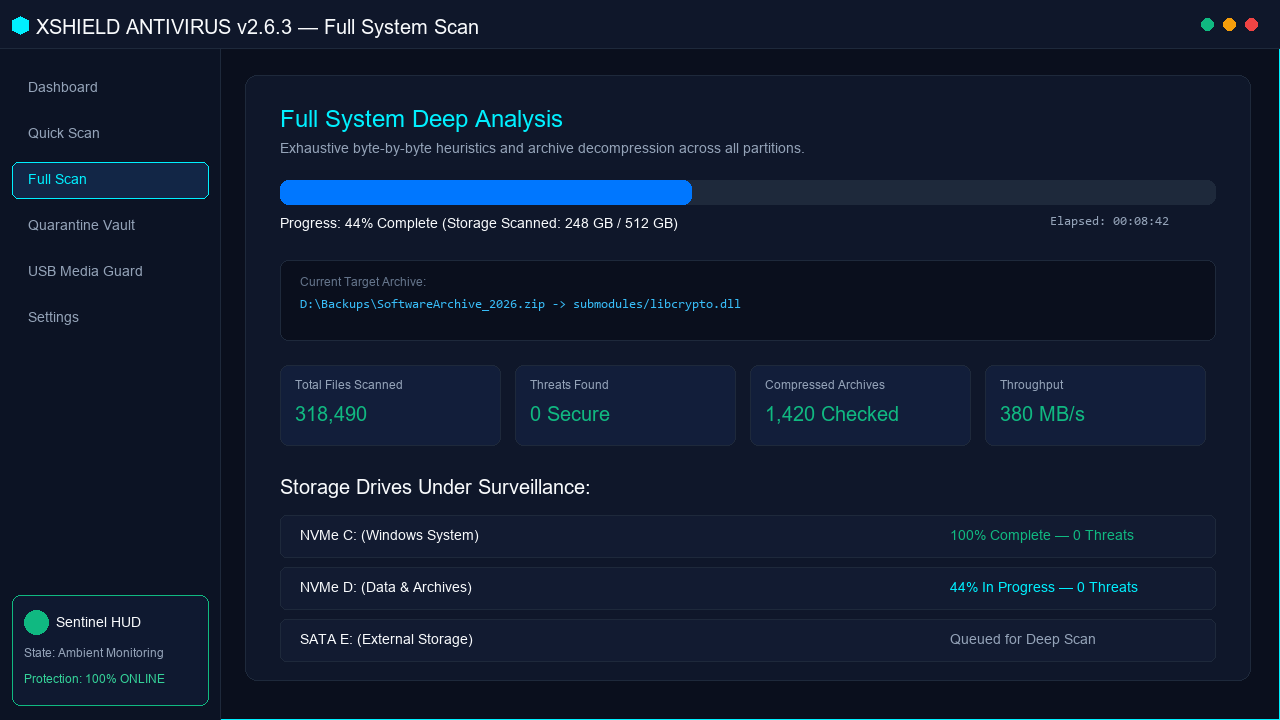 XSHIELD ANTIVIRUS v2.6.3 — Full System Scan
Dashboard
Quick Scan
Full Scan
Quarantine Vault
USB Media Guard
Settings
Sentinel HUD
State: Ambient Monitoring
Protection: 100% ONLINE
Full System Deep Analysis
Exhaustive byte-by-byte heuristics and archive decompression across all partitions.
Progress: 44% Complete (Storage Scanned: 248 GB / 512 GB)
Elapsed: 00:08:42
Current Target Archive:
D:\Backups\SoftwareArchive_2026.zip -> submodules/libcrypto.dll
Total Files Scanned
318,490
Threats Found
0 Secure
Compressed Archives
1,420 Checked
Throughput
380 MB/s
Storage Drives Under Surveillance:
NVMe C: (Windows System)
100% Complete — 0 Threats
NVMe D: (Data & Archives)
44% In Progress — 0 Threats
SATA E: (External Storage)
Queued for Deep Scan